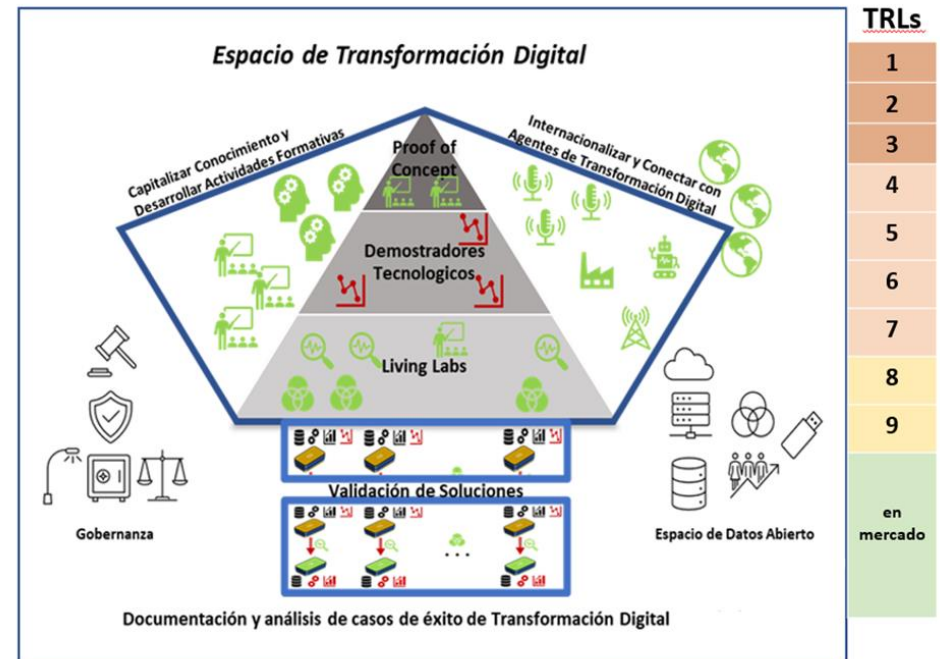 TRLs
Espacio de Transformación Digital
Capitalizar Conocimiento y
Desarrollar Actividades Formativas
Internacionalizar y Conectar con
Agentes de Transformación Digital
Proof of
Concept
Demostradores
Tecnologicos
Living Labs
Validación de Soluciones
...
Gobernanza
Espacio de Datos Abierto
Documentación y análisis de casos de éxito de Transformación Digital
1
2
3
4
5
6
7
8
9
en
mercado